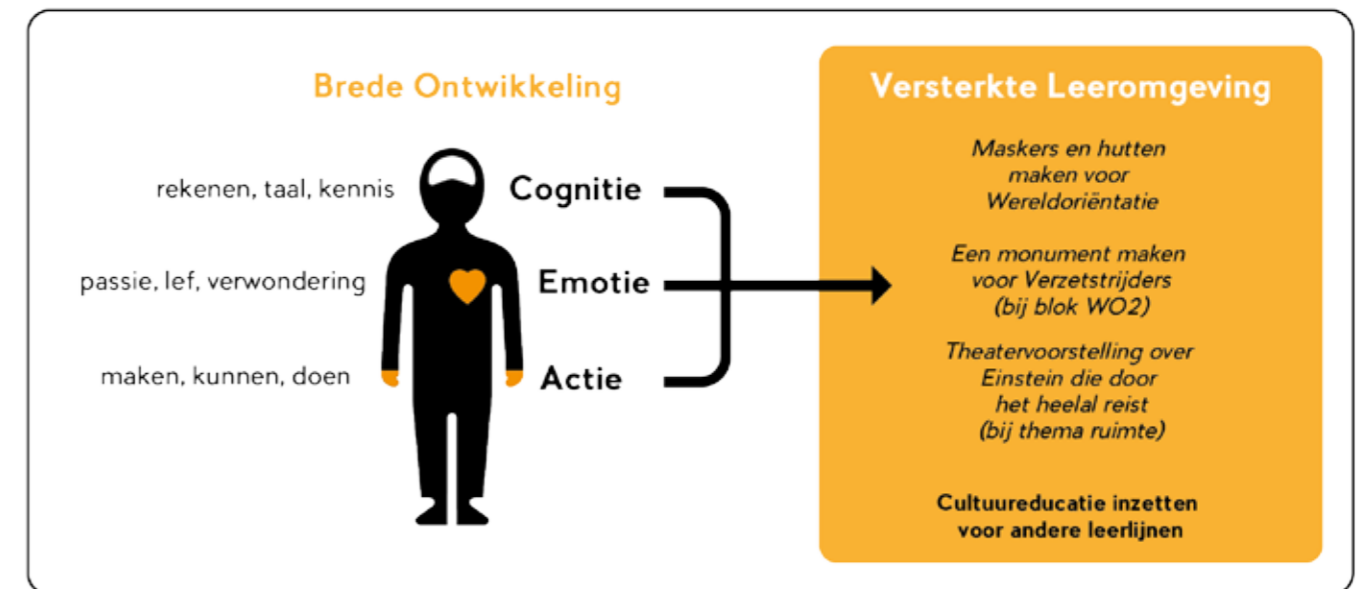 Brede Ontwikkeling
rekenen, taal, kennis
Cognitie
passie, lef, verwondering
Emotie
maken, kunnen, doen
Actie
Versterkte Leeromgeving
Maskers en hutten
maken voor
Wereldoriëntatie
Een monument maken
voor Verzetstrijders
(bij blok WO2)
Theatervoorstelling over
Einstein die door
het heelal reist
(bij thema ruimte)
Cultuureducatie inzetten
voor andere leerlijnen